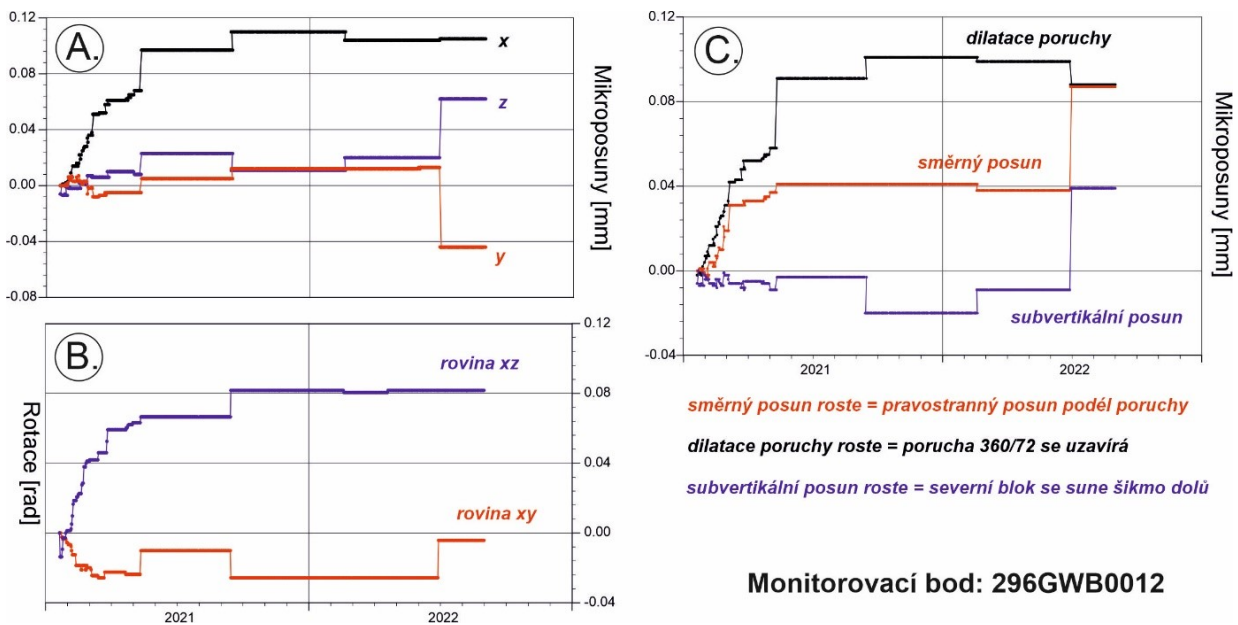 A.
0.12
0.08
0.04
0.00
-0.04
-0.08
x
z
y
Mikroposuny [mm]
B.
Rotace [rad]
rovina xz
rovina xy
0.12
0.08
0.04
0.00
-0.04
2021
2022
C.
0.12
0.08
0.04
0.00
-0.04
dilatace poruchy
směrný posun
subvertikální posun
Mikroposuny [mm]
2021
2022
směrný posun roste = pravostranný posun podél poruchy
dilatace poruchy roste = porucha 360/72 se uzavírá
subvertikální posun roste = severní blok se sune šikmo dolů
Monitorovací bod: 296GWB0012